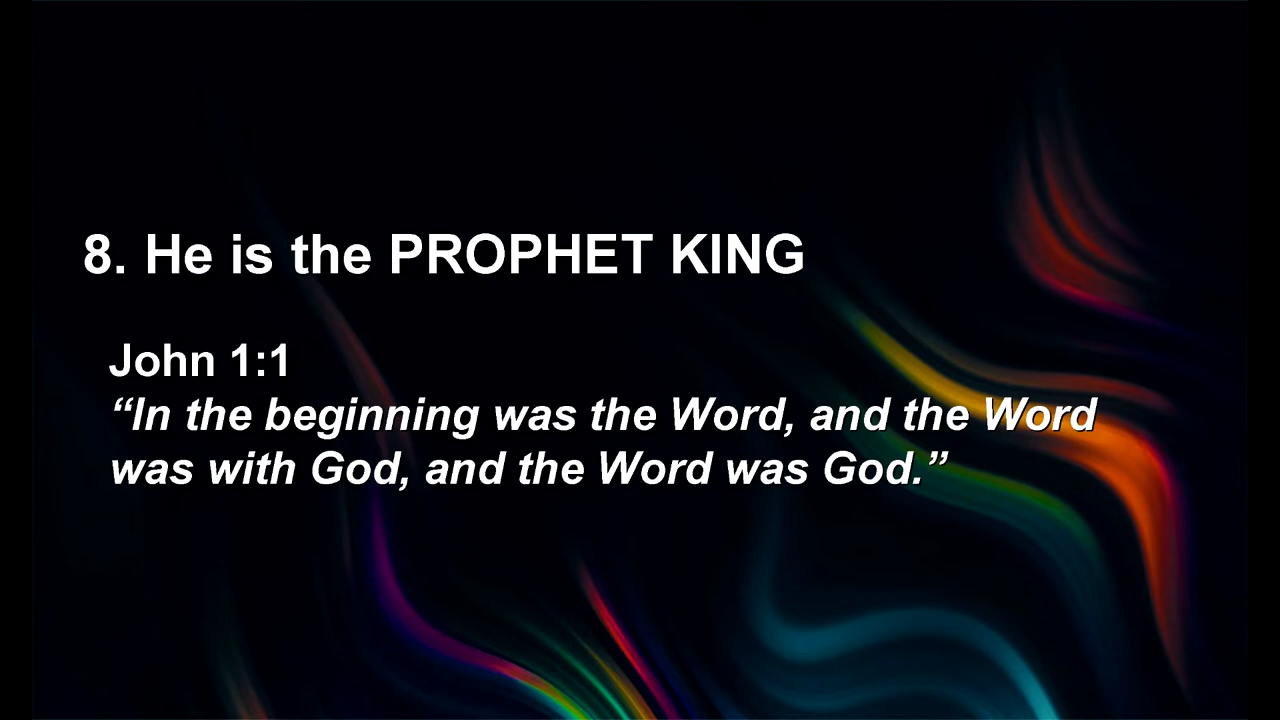 8. He is the PROPHET KING
John 1:1
“In the beginning was the Word, and the Word
was with God, and the Word was God.”